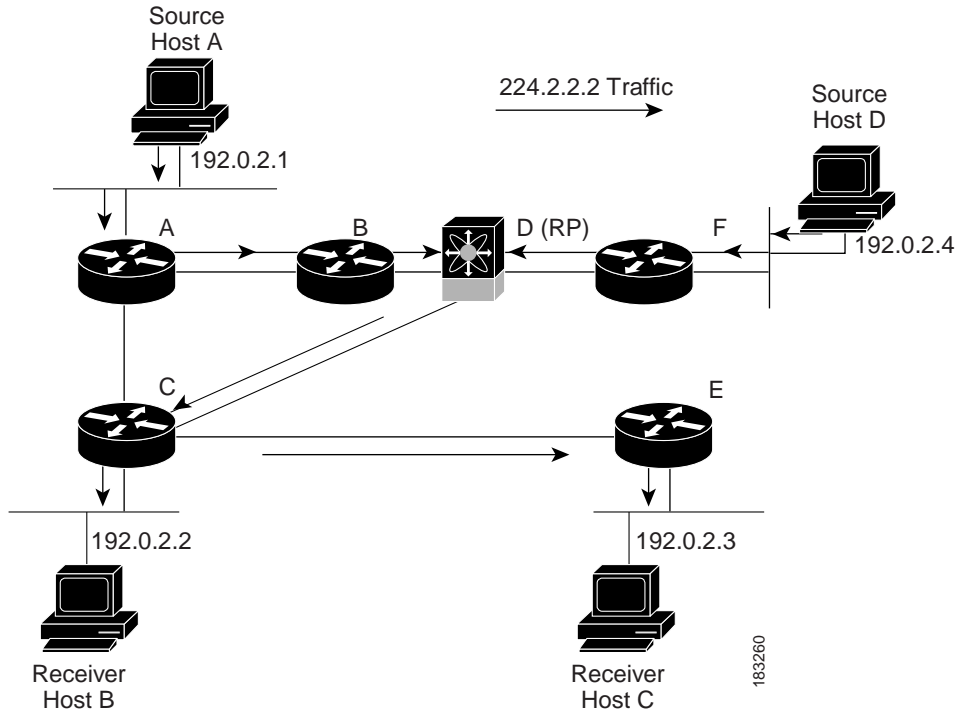 Source
Host A
224.2.2.2 Traffic
Source
Host D
192.0.2.1
A
B
D (RP)
F
192.0.2.4
C
E
192.0.2.2
192.0.2.3
Receiver
Host B
Receiver
Host C
183260